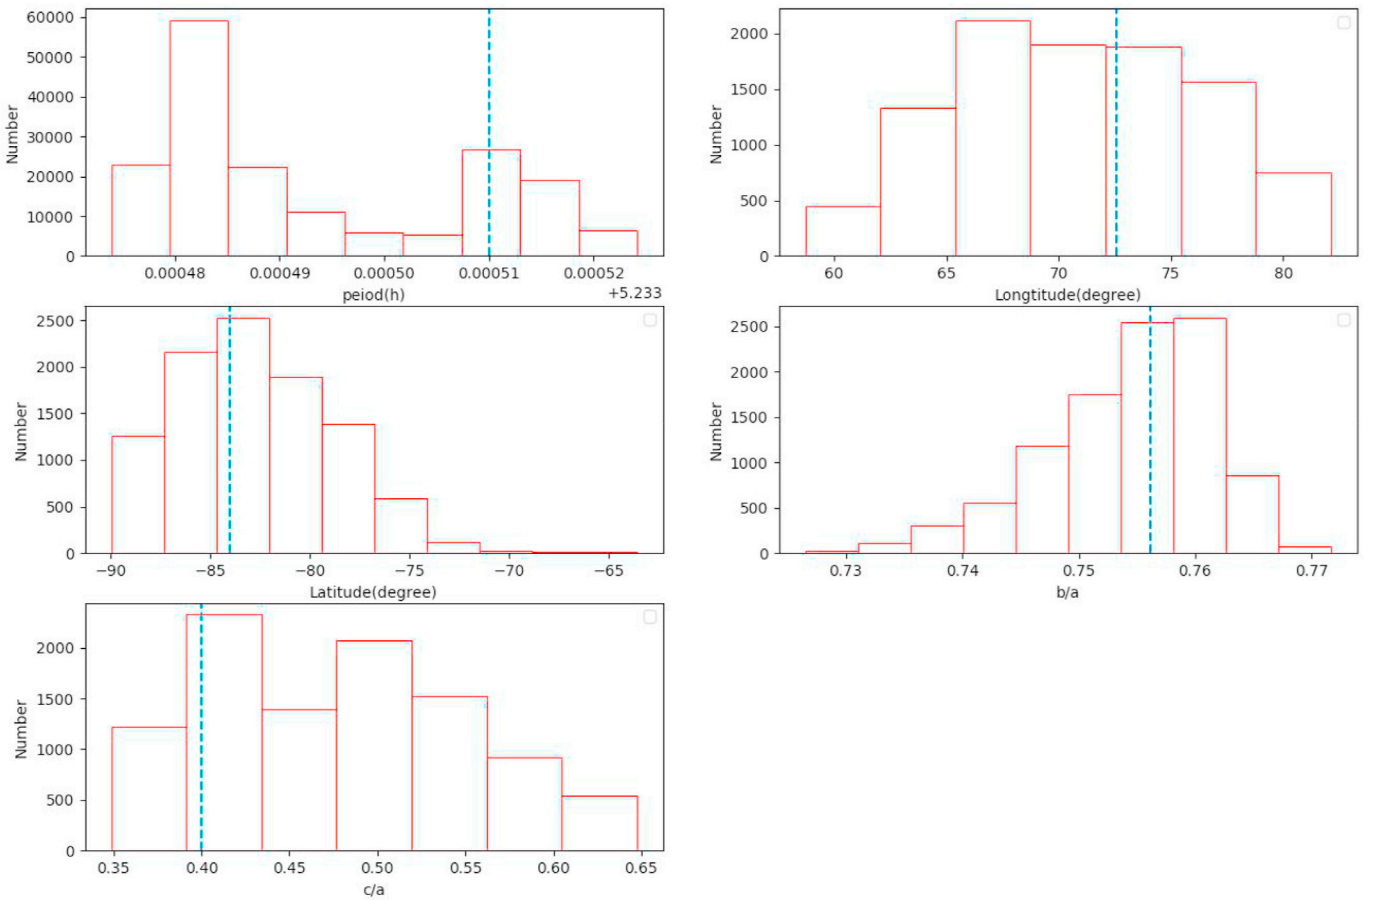 60000
50000
40000
30000
20000
10000
0
Number
0.00048 0.00049 0.00050 0.00051 0.00052
peiod(h)
+5.233
2000
1500
1000
500
0
Number
60 65 70 75 80
Longtitude(degree)
2500
2000
1500
1000
500
0
Number
−90 −85 −80 −75 −70 −65
Latitude(degree)
2500
2000
1500
1000
500
0
Number
0.73 0.74 0.75 0.76 0.77
b/a
2000
1500
1000
500
0
Number
0.35 0.40 0.45 0.50 0.55 0.60 0.65
c/a